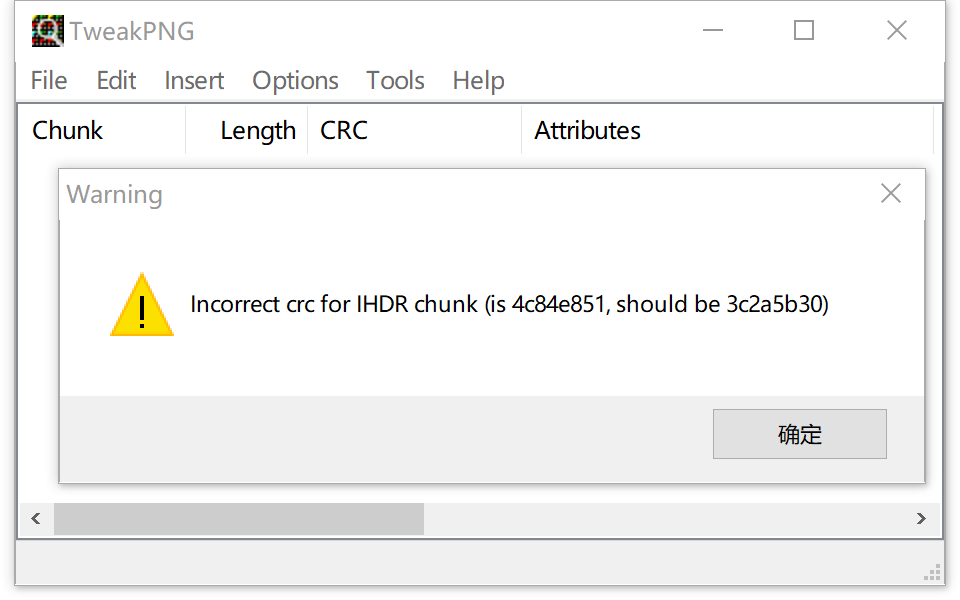 TweakPNG
File Edit Insert Options Tools Help
Chunk Length CRC Attributes
Warning
Incorrect crc for IHDR chunk (is 4c84e851, should be 3c2a5b30)
确定